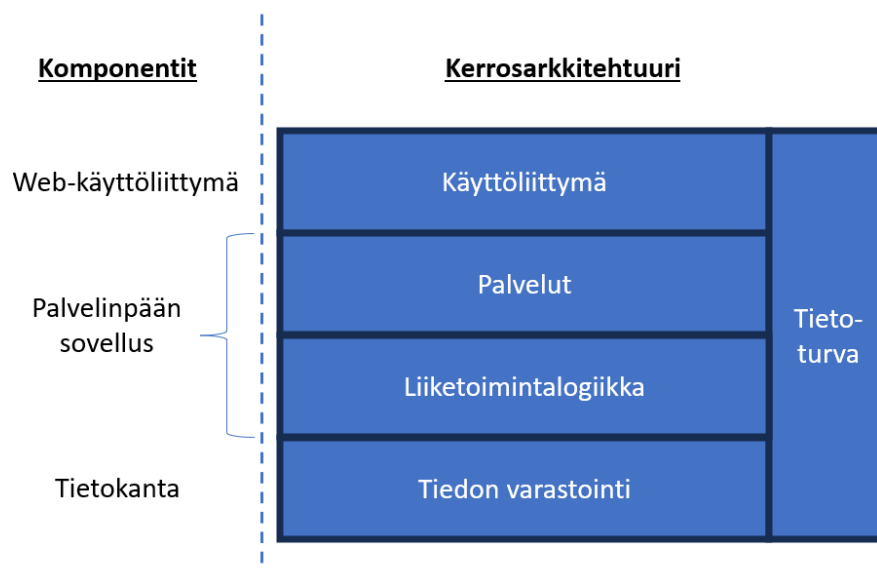 Komponentit
Kerrosarkkitehtuuri
Web-käyttöliittymä
Käyttöliittymä
Palvelinpään
sovellus
Palvelut
Liiketoimintalogiikka
Tieto-
turva
Tietokanta
Tiedon varastointi